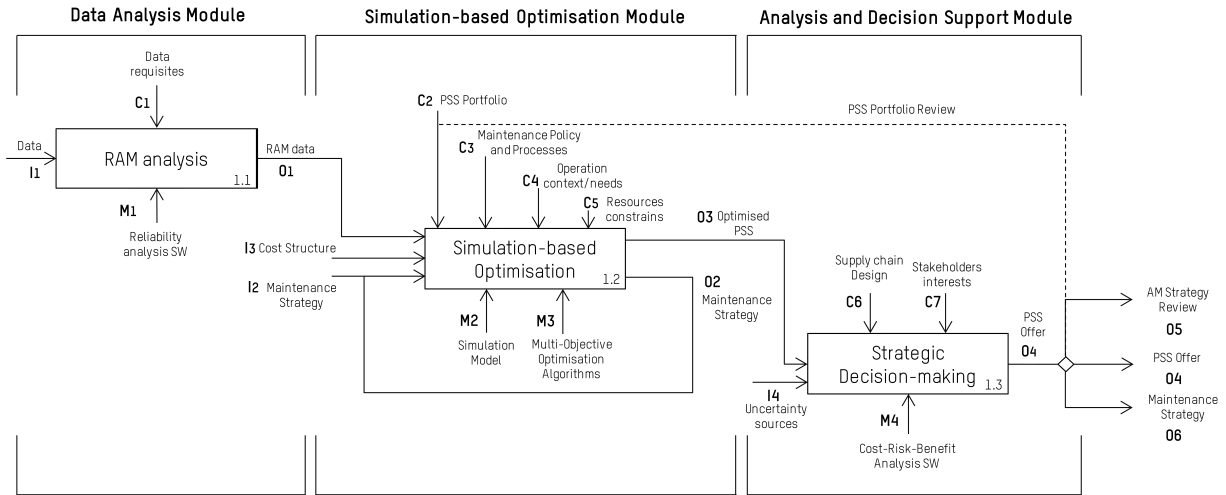 Data Analysis Module
Simulation-based Optimisation Module
Analysis and Decision Support Module
Data
requisites
C1
Data
I1
RAM analysis
1.1
RAM data
O1
M1
Reliability
analysis SW
C2 PSS Portfolio
PSS Portfolio Review
C3
Maintenance Policy
and Processes
C4
Operation
context/needs
C5
Resources
constrains
I3 Cost Structure
I2 Maintenance
Strategy
Simulation-based
Optimisation
1.2
M2
Simulation
Model
M3
Multi-Objective
Optimisation
Algorithms
O3 Optimised
PSS
O2
Maintenance
Strategy
Supply chain
Design
C6
Stakeholders
interests
C7
Strategic
Decision-making
1.3
I4
Uncertainty
sources
M4
Cost-Risk-Benefit
Analysis SW
PSS
Offer
O4
AM Strategy
Review
O5
PSS Offer
O4
Maintenance
Strategy
O6